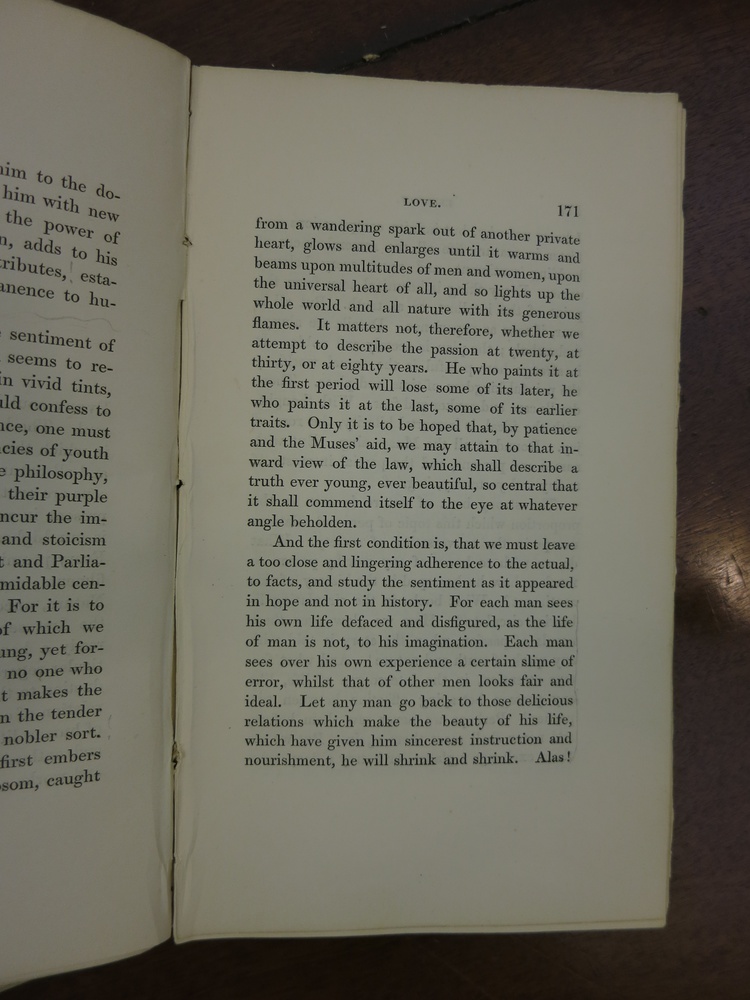 him to the do-
him with new
the power of
adds to his
tributes, esta-
anence to hu-
sentiment of
seems to re-
in vivid tints,
uld confess to
nce, one must
cies of youth
philosophy,
their purple
ncur the im-
and stoicism
and Parlia-
midable cen-
For it is to
of which we
ung, yet for-
no one who
makes the
the tender
nobler sort.
first embers
osom, caught
LOVE.
171
from a wandering spark out of another private
heart, glows and enlarges until it warms and
beams upon multitudes of men and women, upon
the universal heart of all, and so lights up the
whole world and all nature with its generous
flames. It matters not, therefore, whether we
attempt to describe the passion at twenty, at
thirty, or at eighty years. He who paints it at
the first period will lose some of its later, he
who paints it at the last, some of its earlier
traits. Only it is to be hoped that, by patience
and the Muses' aid, we may attain to that in-
ward view of the law, which shall describe a
truth ever young, ever beautiful, so central that
it shall commend itself to the eye at whatever
angle beholden.
And the first condition is, that we must leave
a too close and lingering adherence to the actual,
to facts, and study the sentiment as it appeared
in hope and not in history. For each man sees
his own life defaced and disfigured, as the life
of man is not, to his imagination. Each man
sees over his own experience a certain slime of
error, whilst that of other men looks fair and
ideal. Let any man go back to those delicious
relations which make the beauty of his life,
which have given him sincerest instruction and
nourishment, he will shrink and shrink. Alas!